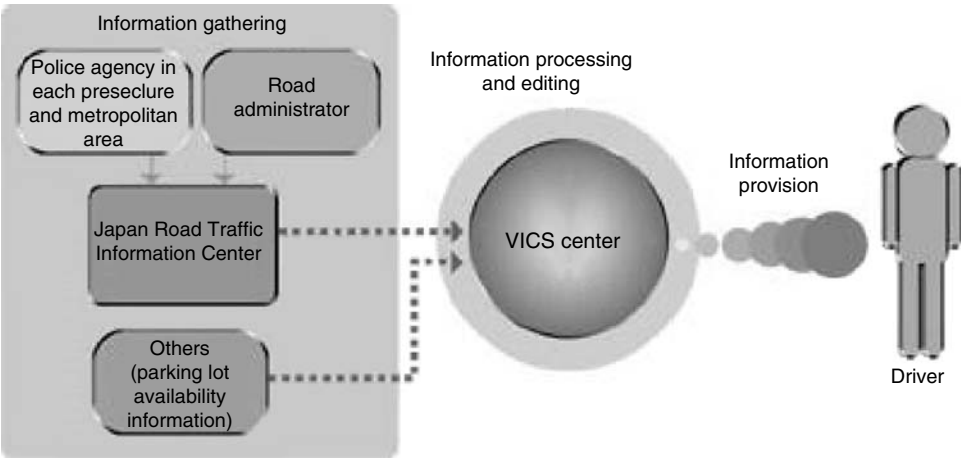 Information gathering
Police agency in
each preseclure
and metropolitan
area
Road
administrator
Japan Road Traffic
Information Center
Others
(parking lot
availability
information)
Information processing
and editing
VICS center
Information
provision
Driver